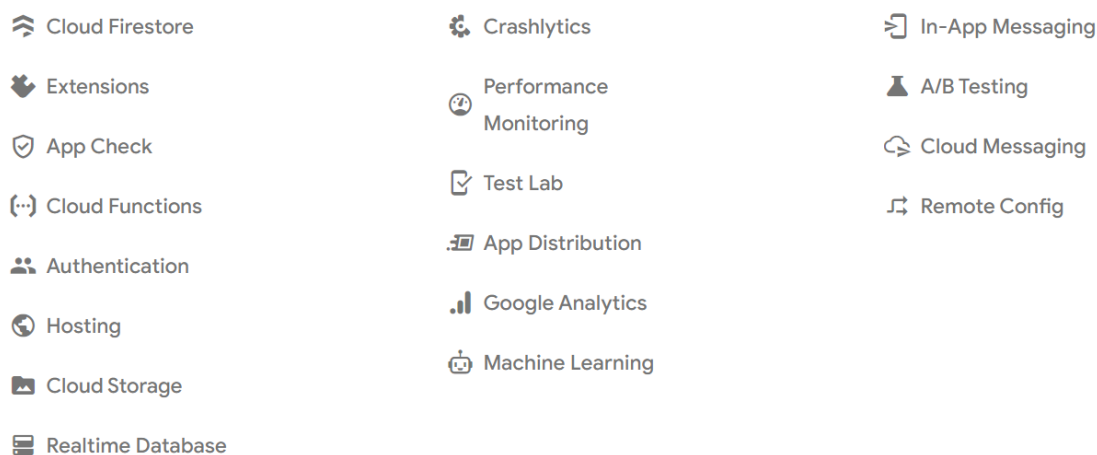 Cloud Firestore
Extensions
App Check
Cloud Functions
Authentication
Hosting
Cloud Storage
Realtime Database
Crashlytics
Performance
Monitoring
Test Lab
App Distribution
Google Analytics
Machine Learning
In-App Messaging
A/B Testing
Cloud Messaging
Remote Config